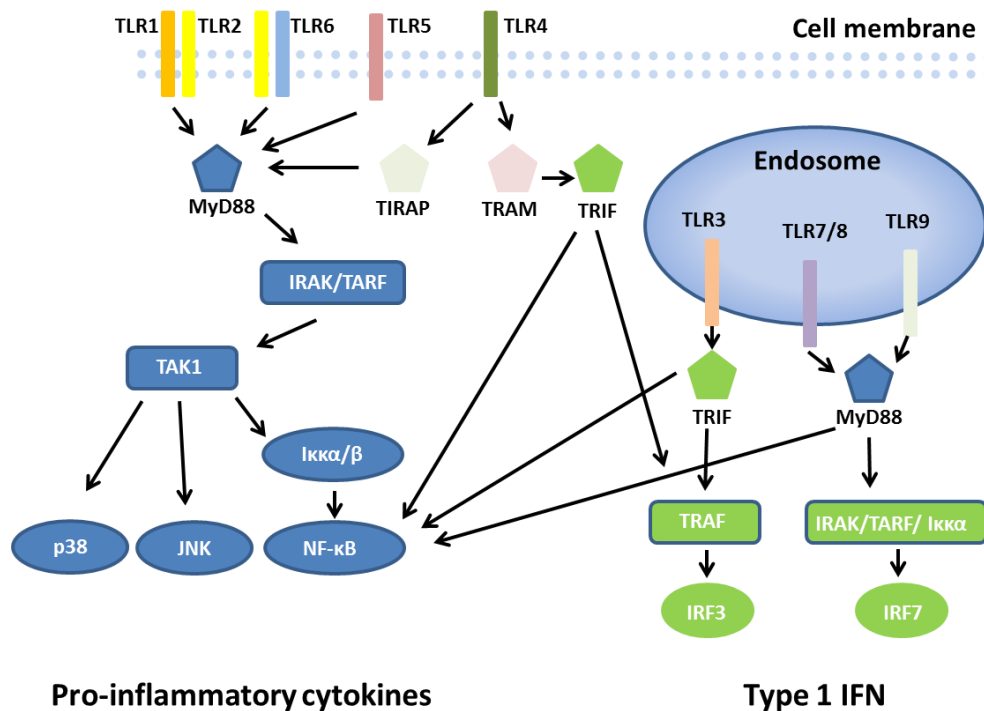 TLR1
TLR2
TLR6
TLR5
TLR4
Cell membrane
MyD88
TIRAP
TRAM
TRIF
Endosome
TLR3
TLR7/8
TLR9
IRAK/TARF
TAK1
TRIF
MyD88
Iκκα/β
p38
JNK
NF-κB
TRAF
IRAK/TARF/ Iκκα
IRF3
IRF7
Pro-inflammatory cytokines
Type 1 IFN